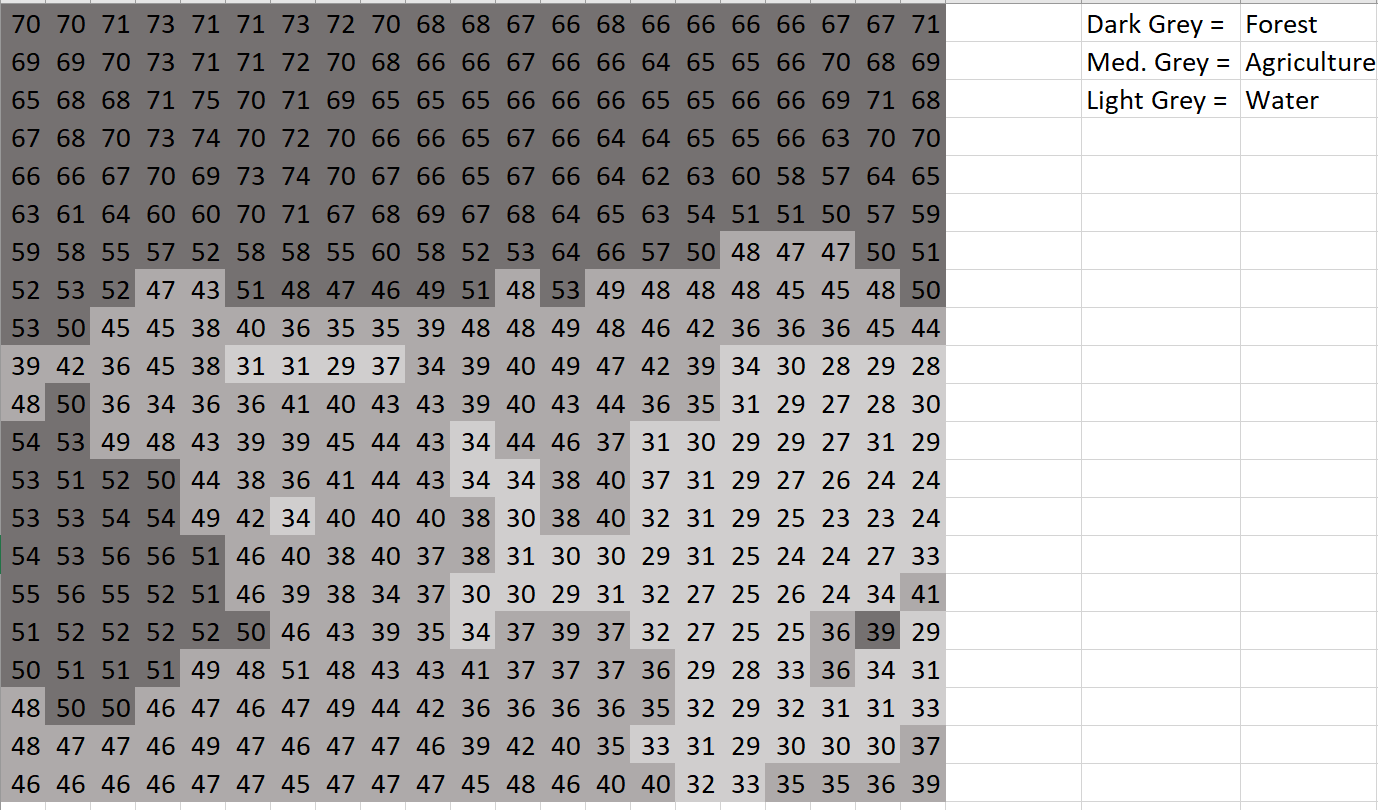 70 70 71 73 71 71 73 72 70 68 68 67 66 68 66 66 66 66 67 67 71 Dark Grey = Forest
69 69 70 73 71 71 72 70 68 66 66 67 66 66 64 65 65 66 70 68 69 Med. Grey = Agriculture
65 68 68 71 75 70 71 69 65 65 65 66 66 66 65 65 66 66 69 71 68 Light Grey = Water
67 68 70 73 74 70 72 70 66 66 65 67 66 64 64 65 65 66 63 70 70
66 66 67 70 69 73 74 70 67 66 65 67 66 64 62 63 60 58 57 64 65
63 61 64 60 60 70 71 67 68 69 67 68 64 65 63 54 51 51 50 57 59
59 58 55 57 52 58 58 55 60 58 52 53 64 66 57 50 48 47 47 50 51
52 53 52 47 43 51 48 47 46 49 51 48 53 49 48 48 48 45 45 48 50
53 50 45 45 38 40 36 35 35 39 48 48 49 48 46 42 36 36 36 45 44
39 42 36 45 38 31 31 29 37 34 39 40 49 47 42 39 34 30 28 29 28
48 50 36 34 36 36 41 40 43 43 39 40 43 44 36 35 31 29 27 28 30
54 53 49 48 43 39 39 45 44 43 34 44 46 37 31 30 29 29 27 31 29
53 51 52 50 44 38 36 41 44 43 34 34 38 40 37 31 29 27 26 24 24
53 53 54 54 49 42 34 40 40 40 38 30 38 40 32 31 29 25 23 23 24
54 53 56 56 51 46 40 38 40 37 38 31 30 30 29 31 25 24 24 27 33
55 56 55 52 51 46 39 38 34 37 30 30 29 31 32 27 25 26 24 34 41
51 52 52 52 52 50 46 43 39 35 34 37 39 37 32 27 25 25 36 39 29
50 51 51 51 49 48 51 48 43 43 41 37 37 37 36 29 28 33 36 34 31
48 50 50 46 47 46 47 49 44 42 36 36 36 36 35 32 29 32 31 31 33
48 47 47 46 49 47 46 47 47 46 39 42 40 35 33 31 29 30 30 30 37
46 46 46 46 47 47 45 47 47 47 45 48 46 40 40 32 33 35 35 36 39